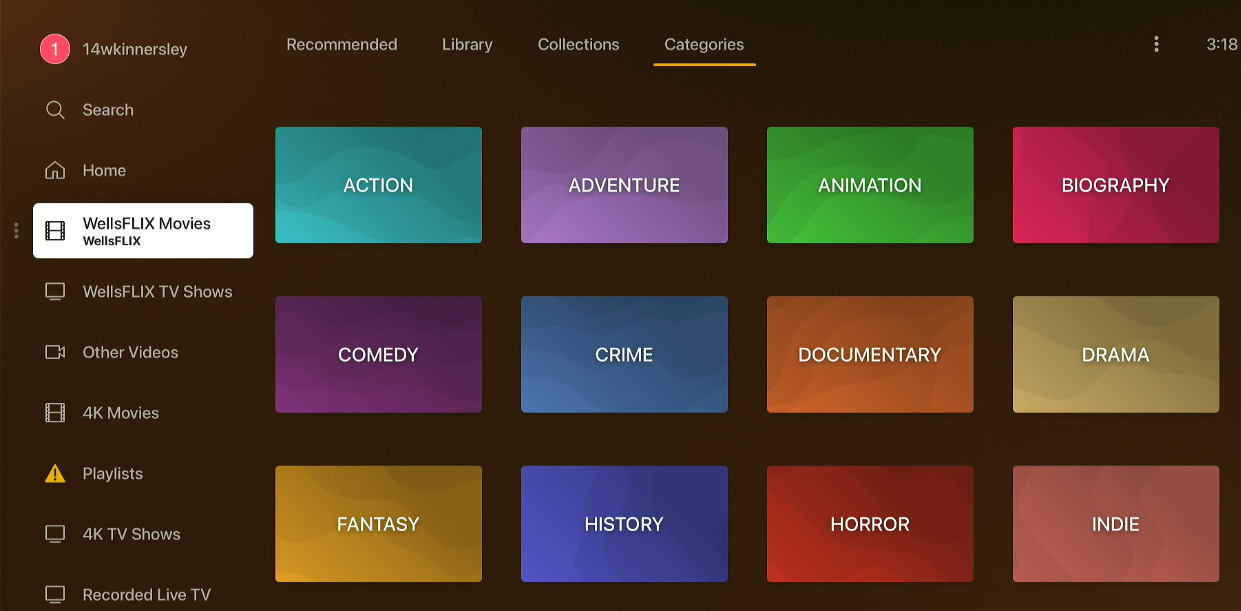 1 14wkinnersley
Search
Home
WellsFLIX Movies
WellsFLIX
WellsFLIX TV Shows
Other Videos
4K Movies
Playlists
4K TV Shows
Recorded Live TV
Recommended Library Collections Categories 3:18
ACTION ADVENTURE ANIMATION BIOGRAPHY
COMEDY CRIME DOCUMENTARY DRAMA
FANTASY HISTORY HORROR INDIE